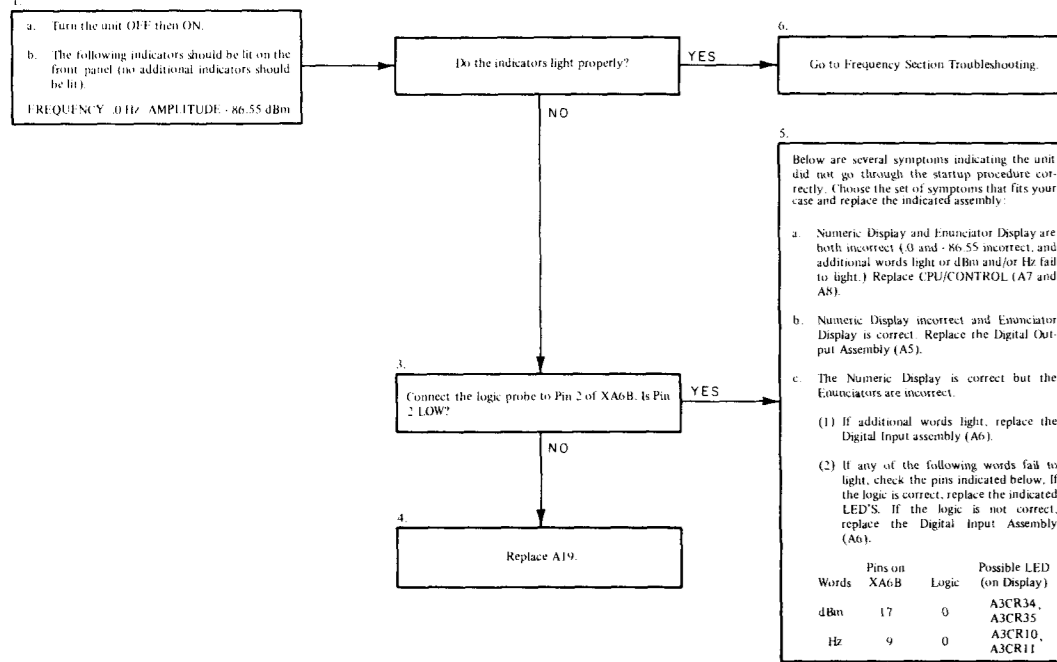 1.
a. Turn the unit OFF then ON.
b. The following indicators should be lit on the
front panel (no additional indicators should
be lit).
FREQUENCY .0 Hz AMPLITUDE - 86.55 dBm
Do the indicators light properly?
YES
6.
Go to Frequency Section Troubleshooting.
NO
3.
Connect the logic probe to Pin 2 of XA6B. Is Pin
2 LOW?
YES
NO
4.
Replace A19.
5.
Below are several symptoms indicating the unit
did not go through the startup procedure cor-
rectly. Choose the set of symptoms that fits your
case and replace the indicated assembly:
a. Numeric Display and Enunciator Display are
both incorrect (.0 and - 86.55 incorrect, and
additional words light or dBm and/or Hz fail
to light.) Replace CPU/CONTROL (A7 and
A8).
b. Numeric Display incorrect and Enunciator
Display is correct. Replace the Digital Out-
put Assembly (A5).
c. The Numeric Display is correct but the
Enunciators are incorrect.
(1) If additional words light, replace the
Digital Input assembly (A6).
(2) If any of the following words fail to
light, check the pins indicated below. If
the logic is correct, replace the indicated
LED'S. If the logic is not correct,
replace the Digital Input Assembly
(A6).
Pins on Possible LED
Words XA6B Logic (on Display)
dBm 17 0 A3CR34,
A3CR35
Hz 9 0 A3CR10,
A3CR11